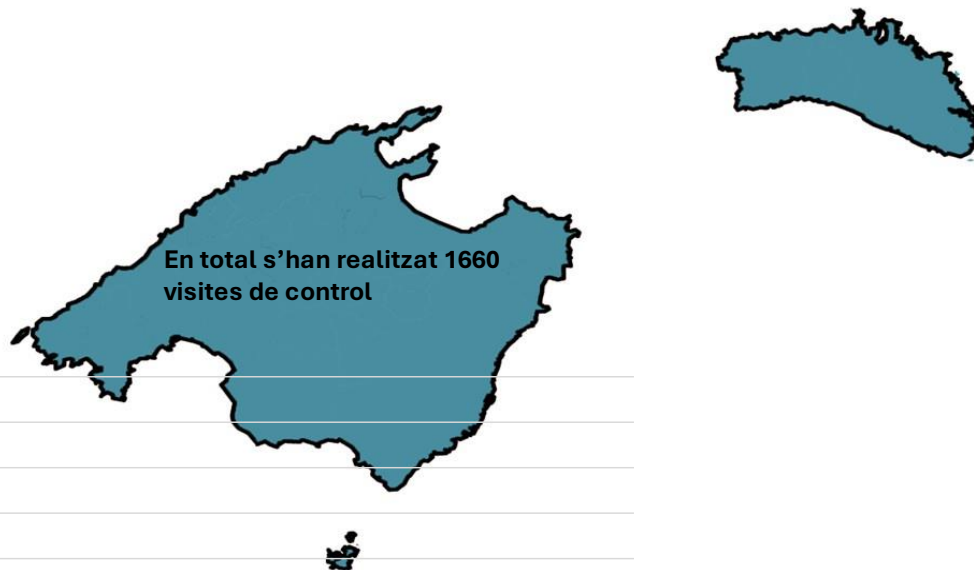 En total s’han realitzat 1660
visites de control